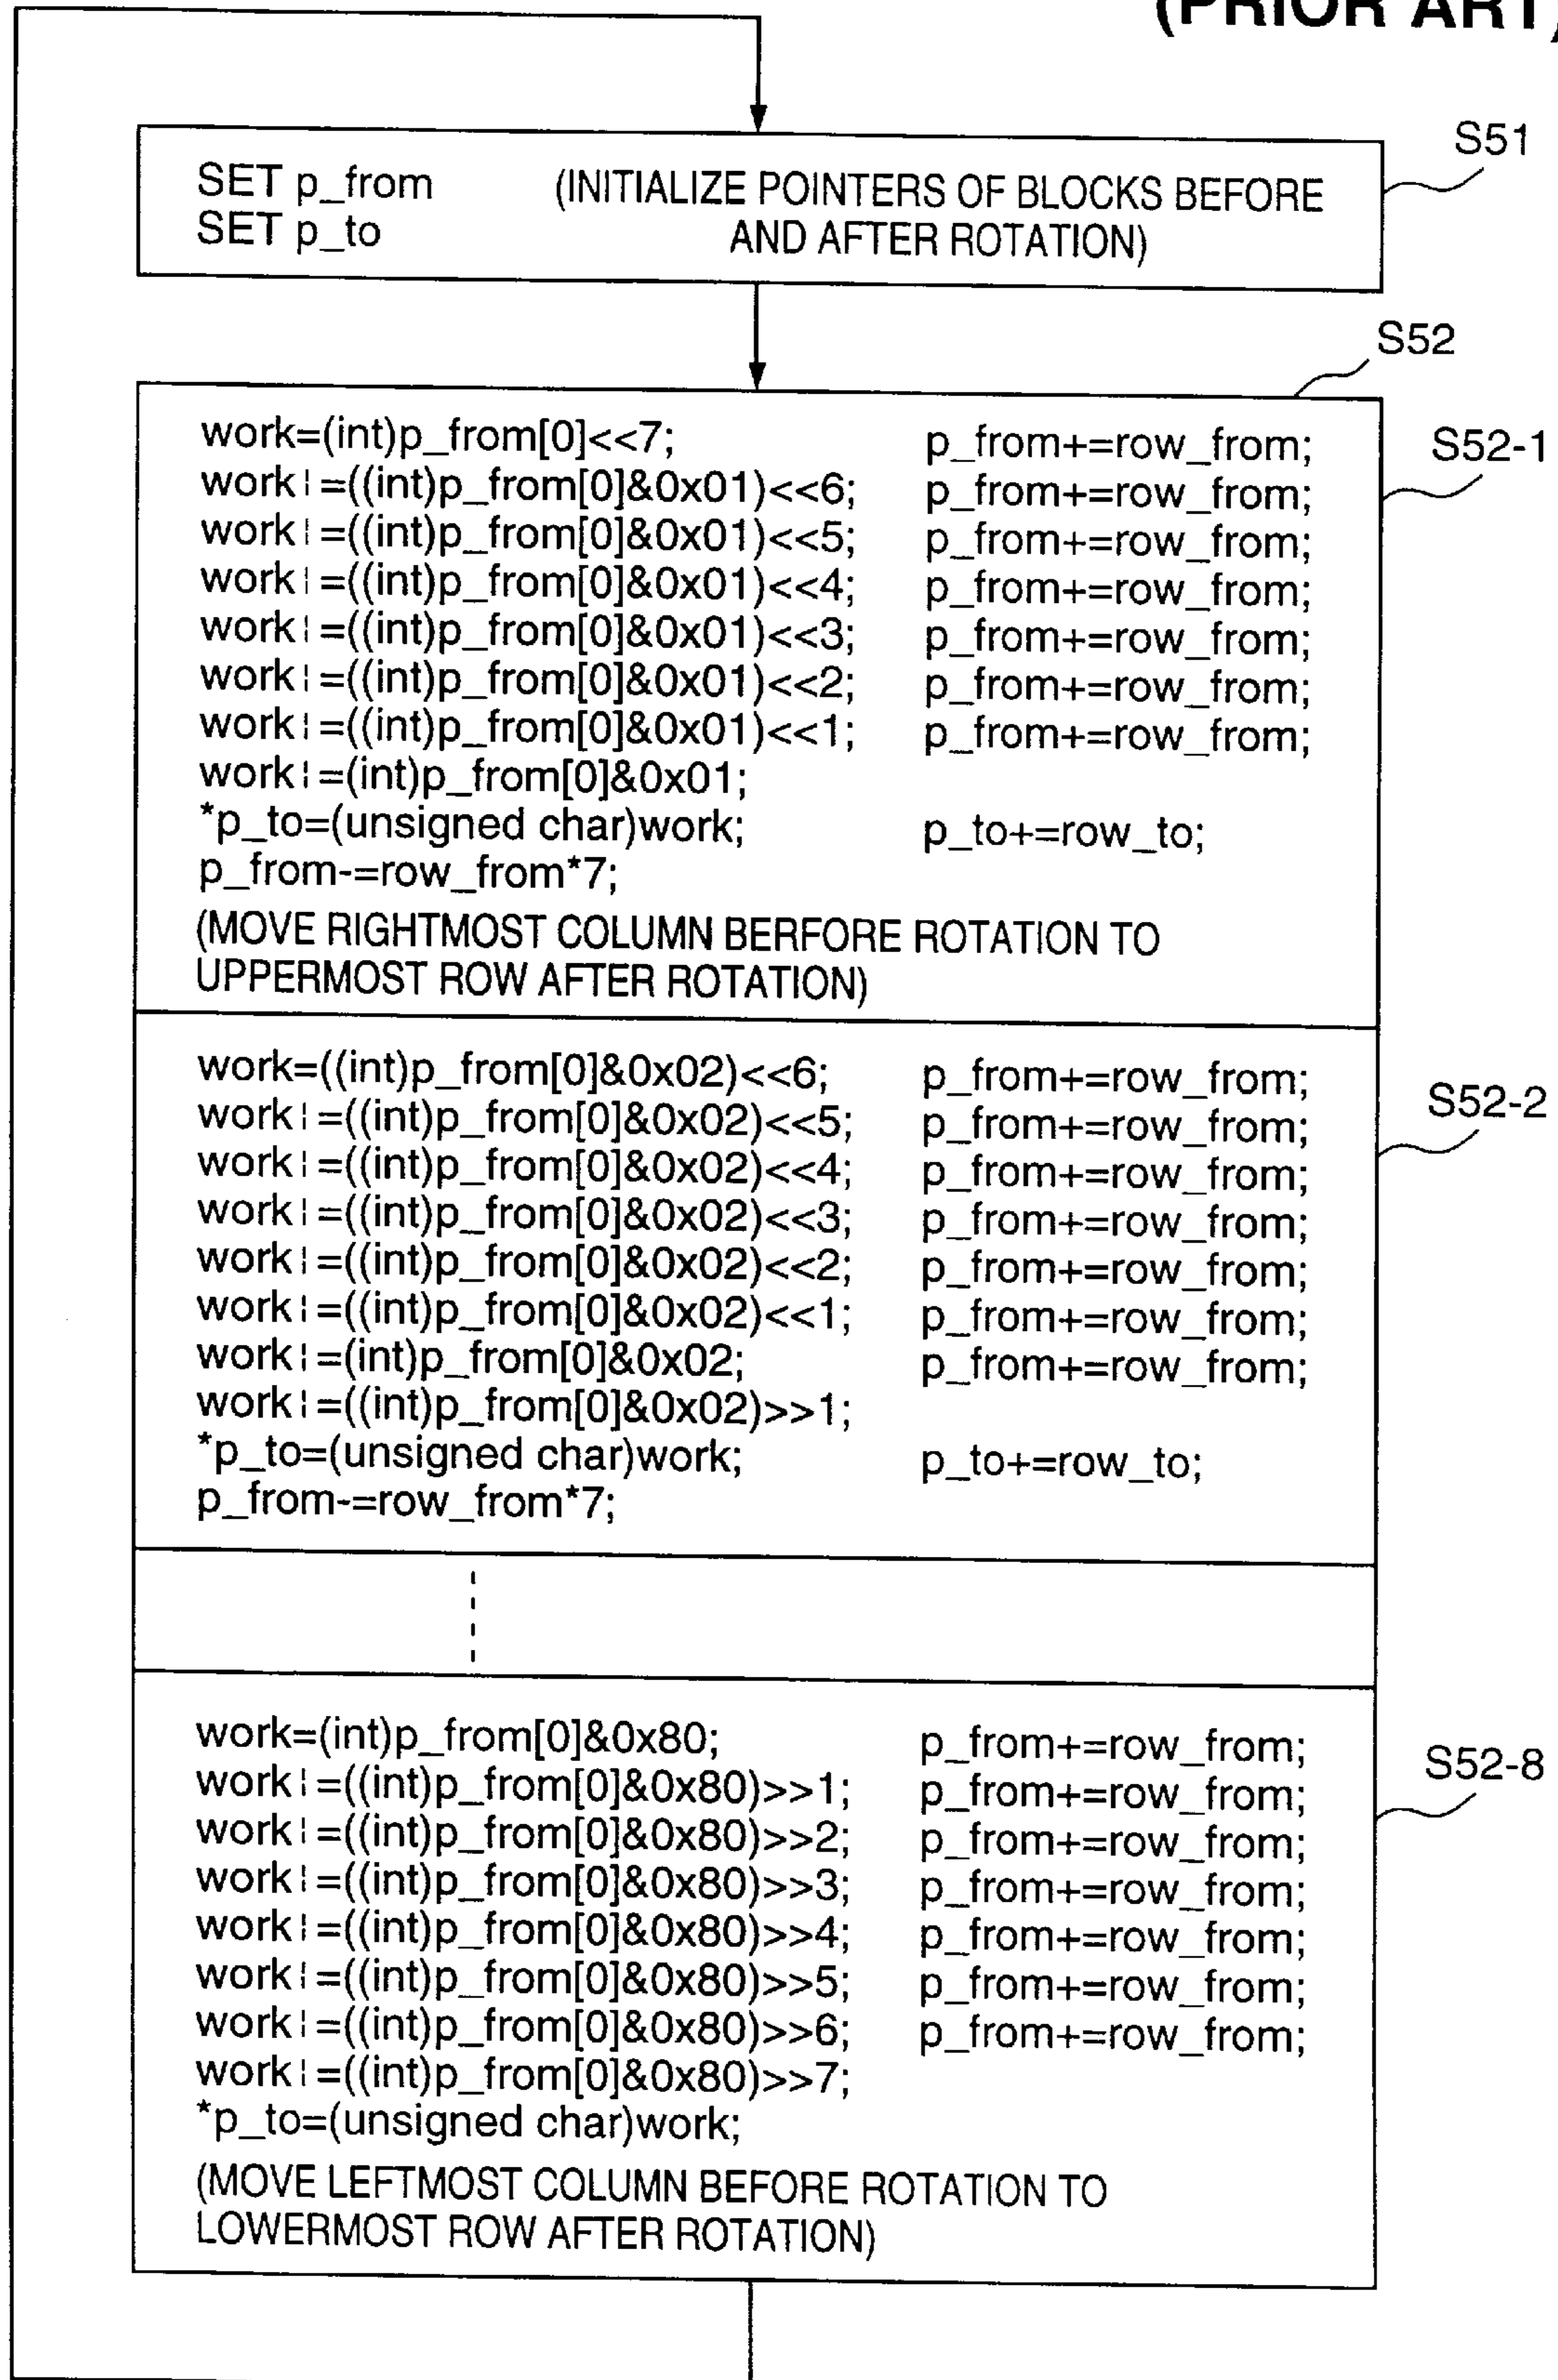 (PRIOR ART)
S51
SET p_from (INITIALIZE POINTERS OF BLOCKS BEFORE
SET p_to AND AFTER ROTATION)
S52
S52-1
work=(int)p_from[0]<<7; p_from+=row_from;
work¦=((int)p_from[0]&0x01)<<6; p_from+=row_from;
work¦=((int)p_from[0]&0x01)<<5; p_from+=row_from;
work¦=((int)p_from[0]&0x01)<<4; p_from+=row_from;
work¦=((int)p_from[0]&0x01)<<3; p_from+=row_from;
work¦=((int)p_from[0]&0x01)<<2; p_from+=row_from;
work¦=((int)p_from[0]&0x01)<<1; p_from+=row_from;
work¦=(int)p_from[0]&0x01;
*p_to=(unsigned char)work; p_to+=row_to;
p_from-=row_from*7;
(MOVE RIGHTMOST COLUMN BERFORE ROTATION TO
UPPERMOST ROW AFTER ROTATION)
S52-2
work=((int)p_from[0]&0x02)<<6; p_from+=row_from;
work¦=((int)p_from[0]&0x02)<<5; p_from+=row_from;
work¦=((int)p_from[0]&0x02)<<4; p_from+=row_from;
work¦=((int)p_from[0]&0x02)<<3; p_from+=row_from;
work¦=((int)p_from[0]&0x02)<<2; p_from+=row_from;
work¦=((int)p_from[0]&0x02)<<1; p_from+=row_from;
work¦=(int)p_from[0]&0x02; p_from+=row_from;
work¦=((int)p_from[0]&0x02)>>1;
*p_to=(unsigned char)work; p_to+=row_to;
p_from-=row_from*7;
S52-8
work=(int)p_from[0]&0x80; p_from+=row_from;
work¦=((int)p_from[0]&0x80)>>1; p_from+=row_from;
work¦=((int)p_from[0]&0x80)>>2; p_from+=row_from;
work¦=((int)p_from[0]&0x80)>>3; p_from+=row_from;
work¦=((int)p_from[0]&0x80)>>4; p_from+=row_from;
work¦=((int)p_from[0]&0x80)>>5; p_from+=row_from;
work¦=((int)p_from[0]&0x80)>>6; p_from+=row_from;
work¦=((int)p_from[0]&0x80)>>7;
*p_to=(unsigned char)work;
(MOVE LEFTMOST COLUMN BEFORE ROTATION TO
LOWERMOST ROW AFTER ROTATION)